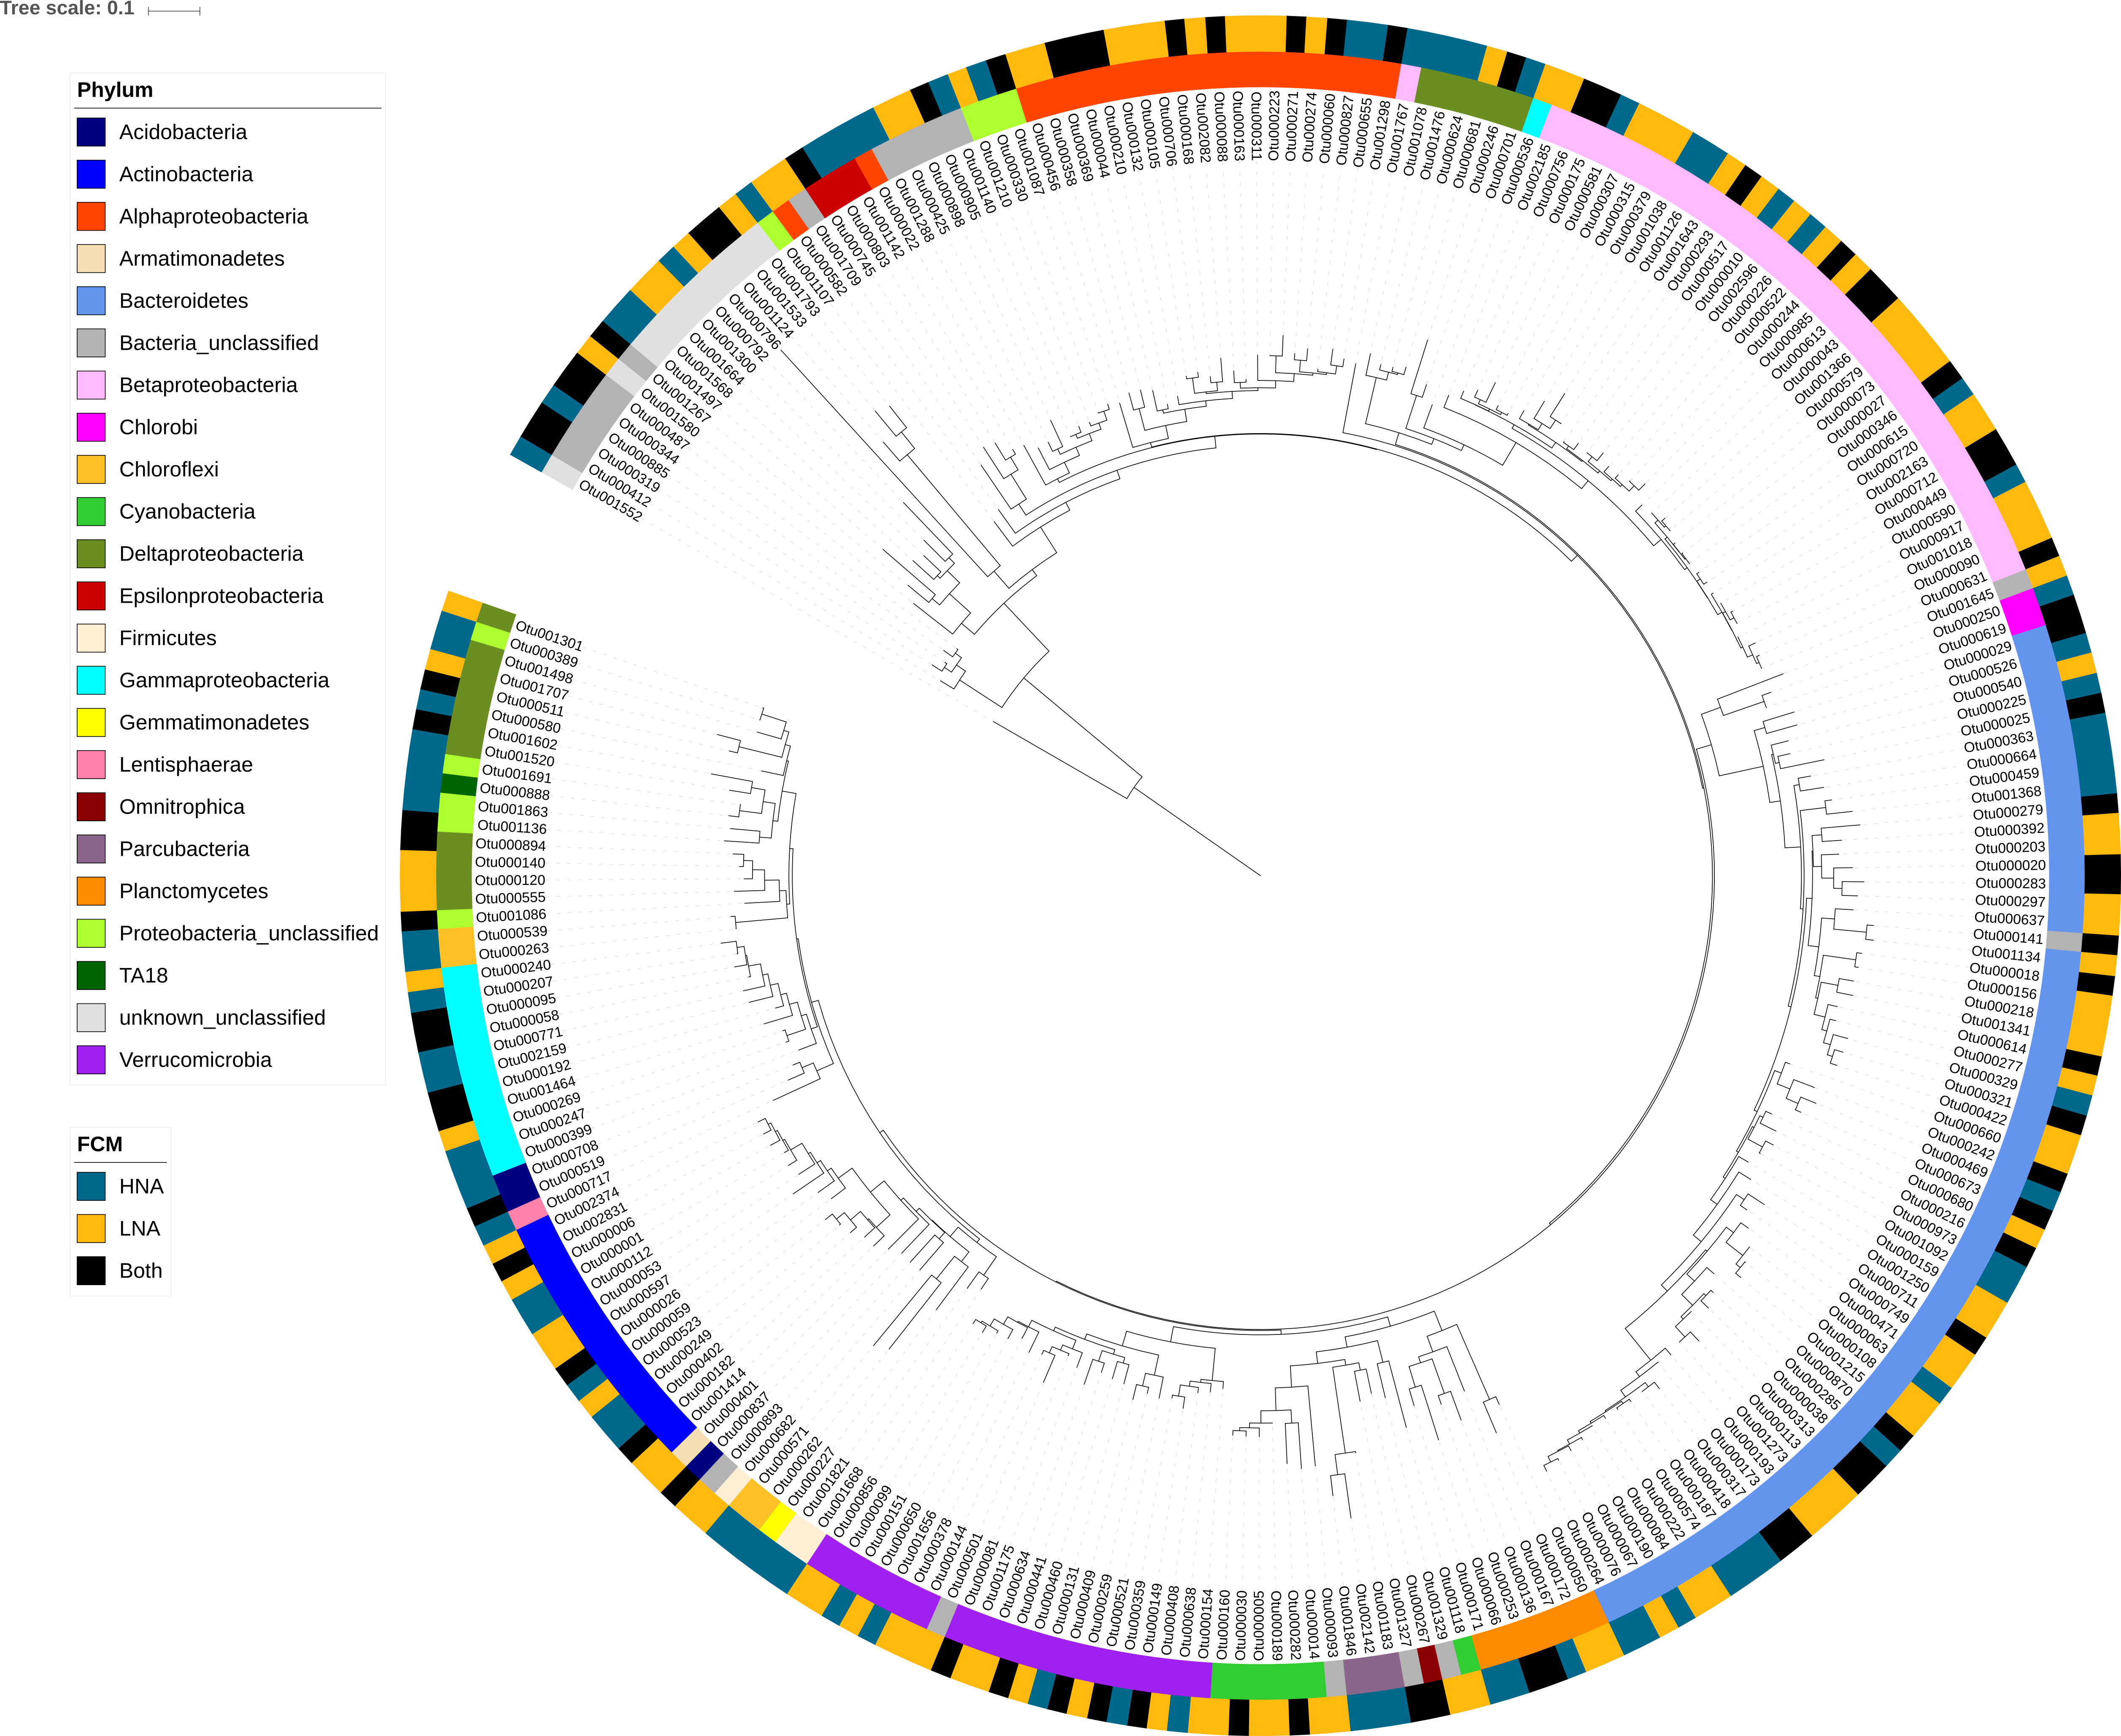 Tree scale: 0.1
Phylum
Acidobacteria
Actinobacteria
Alphaproteobacteria
Armatimonadetes
Bacteroidetes
Bacteria_unclassified
Betaproteobacteria
Chlorobi
Chloroflexi
Cyanobacteria
Deltaproteobacteria
Epsilonproteobacteria
Firmicutes
Gammaproteobacteria
Gemmatimonadetes
Lentisphaerae
Omnitrophica
Parcubacteria
Planctomycetes
Proteobacteria_unclassified
TA18
unknown_unclassified
Verrucomicrobia
FCM
HNA
LNA
Both
Otu001552
Otu000412
Otu000319
Otu000885
Otu000344
Otu000487
Otu001580
Otu001267
Otu001497
Otu001568
Otu001664
Otu001300
Otu000792
Otu000796
Otu001124
Otu001533
Otu001793
Otu001107
Otu000582
Otu001709
Otu000745
Otu000803
Otu001142
Otu000022
Otu001288
Otu000425
Otu000898
Otu000905
Otu001140
Otu001210
Otu000330
Otu001087
Otu000456
Otu000358
Otu000369
Otu000044
Otu000210
Otu000132
Otu000105
Otu000706
Otu000168
Otu002082
Otu000088
Otu000163
Otu000311
Otu000223
Otu000271
Otu000274
Otu000060
Otu000827
Otu000655
Otu001298
Otu001767
Otu001078
Otu001476
Otu000624
Otu000681
Otu000246
Otu000701
Otu000536
Otu002185
Otu000756
Otu000175
Otu000581
Otu000307
Otu000315
Otu000379
Otu001038
Otu001126
Otu001643
Otu000293
Otu000517
Otu000010
Otu002596
Otu000226
Otu000522
Otu000244
Otu000985
Otu000613
Otu000043
Otu001366
Otu000579
Otu000073
Otu000027
Otu000346
Otu000615
Otu000720
Otu002163
Otu000712
Otu000449
Otu000590
Otu000917
Otu001018
Otu000090
Otu000631
Otu001645
Otu000250
Otu000619
Otu000029
Otu000526
Otu000540
Otu000225
Otu000025
Otu000363
Otu000664
Otu000459
Otu001368
Otu000279
Otu000392
Otu000203
Otu000020
Otu000283
Otu000297
Otu000637
Otu000141
Otu001134
Otu000018
Otu000156
Otu000218
Otu001341
Otu000614
Otu000277
Otu000329
Otu000321
Otu000422
Otu000660
Otu000242
Otu000469
Otu000673
Otu000680
Otu000216
Otu000973
Otu001092
Otu000159
Otu001250
Otu000711
Otu000749
Otu000471
Otu000063
Otu000108
Otu001215
Otu000870
Otu000285
Otu000038
Otu000313
Otu000113
Otu001273
Otu000193
Otu000173
Otu000317
Otu000418
Otu000187
Otu000574
Otu000222
Otu000084
Otu000190
Otu000067
Otu000076
Otu000264
Otu000050
Otu000172
Otu000167
Otu000136
Otu000253
Otu000066
Otu000171
Otu001118
Otu001329
Otu000267
Otu001327
Otu001183
Otu002142
Otu001846
Otu000093
Otu000014
Otu000282
Otu000189
Otu000005
Otu000030
Otu000160
Otu000154
Otu000638
Otu000408
Otu000149
Otu000359
Otu000521
Otu000259
Otu000409
Otu000131
Otu000460
Otu000441
Otu000634
Otu001175
Otu000081
Otu000501
Otu000144
Otu000378
Otu001656
Otu000650
Otu000151
Otu000099
Otu000856
Otu001668
Otu001821
Otu000227
Otu000262
Otu000571
Otu000682
Otu000893
Otu000837
Otu000401
Otu001414
Otu000182
Otu000402
Otu000249
Otu000523
Otu000059
Otu000026
Otu000597
Otu000053
Otu000112
Otu000001
Otu000006
Otu002831
Otu002374
Otu000717
Otu000519
Otu000708
Otu000399
Otu000247
Otu000269
Otu001464
Otu000192
Otu002159
Otu000771
Otu000058
Otu000095
Otu000207
Otu000240
Otu000263
Otu000539
Otu001086
Otu000555
Otu000120
Otu000140
Otu000894
Otu001136
Otu001863
Otu000888
Otu001691
Otu001520
Otu001602
Otu000580
Otu000511
Otu001707
Otu001498
Otu000389
Otu001301